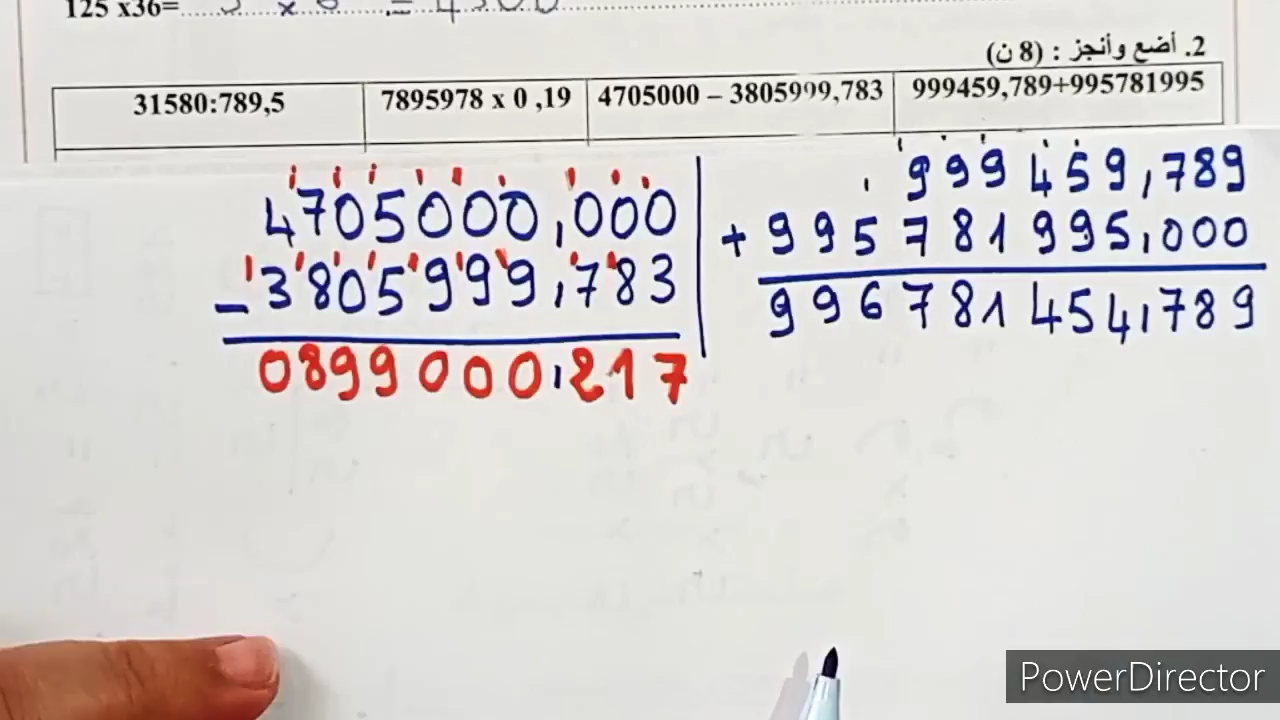 125 x36=
= 4500
2. أضع وأنجز : (8 ن)
31580:789,5 7895978 x 0 ,19 4705000 – 3805999,783 999459,789+995781995
4705000,000
- 3805999,783
0899000,217
999459,789
+ 995781995,000
996781454,789
PowerDirector